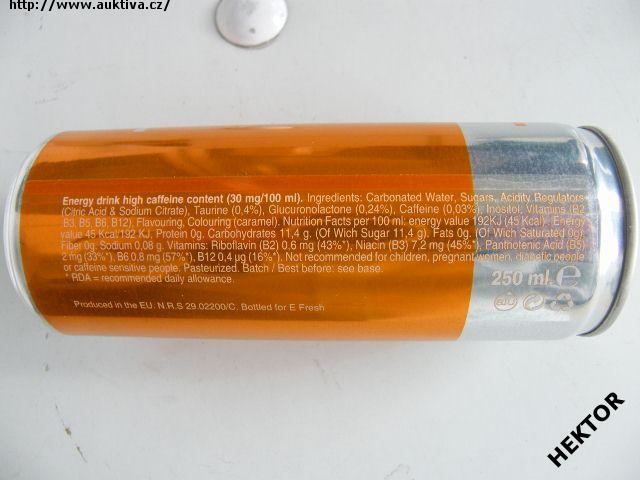 http://www.auktiva.cz/
Energy drink high caffeine content (30 mg/100 ml). Ingredients: Carbonated Water, Sugars, Acidity Regulators
(Citric Acid & Sodium Citrate), Taurine (0,4%), Glucuronolactone (0,24%), Caffeine (0,03%), Inositol, Vitamins (B2
B3, B5, B6, B12), Flavouring, Colouring (caramel). Nutrition Facts per 100 ml: energy value 192KJ (45 Kcal). Energy
value 45 Kcal.192 KJ, Protein 0g. Carbohydrates 11,4 g. (Of Wich Sugar 11,4 g). Fats 0g. (Of Wich Saturated 0g)
Fiber 0g. Sodium 0,08 g. Vitamins: Riboflavin (B2) 0,6 mg (43%*), Niacin (B3) 7,2 mg (45%*), Panthotenic Acid (B5)
2 mg (33%*), B6 0,8 mg (57%*), B12 0,4 µg (16%*). Not recommended for children, pregnant women, diabetic people
or caffeine sensitive people. Pasteurized. Batch / Best before: see base.
* RDA = recommended daily allowance.
250 ml. e
Produced in the EU. N.R.S 29.02200/C. Bottled for E Fresh
alu
HEKTOR